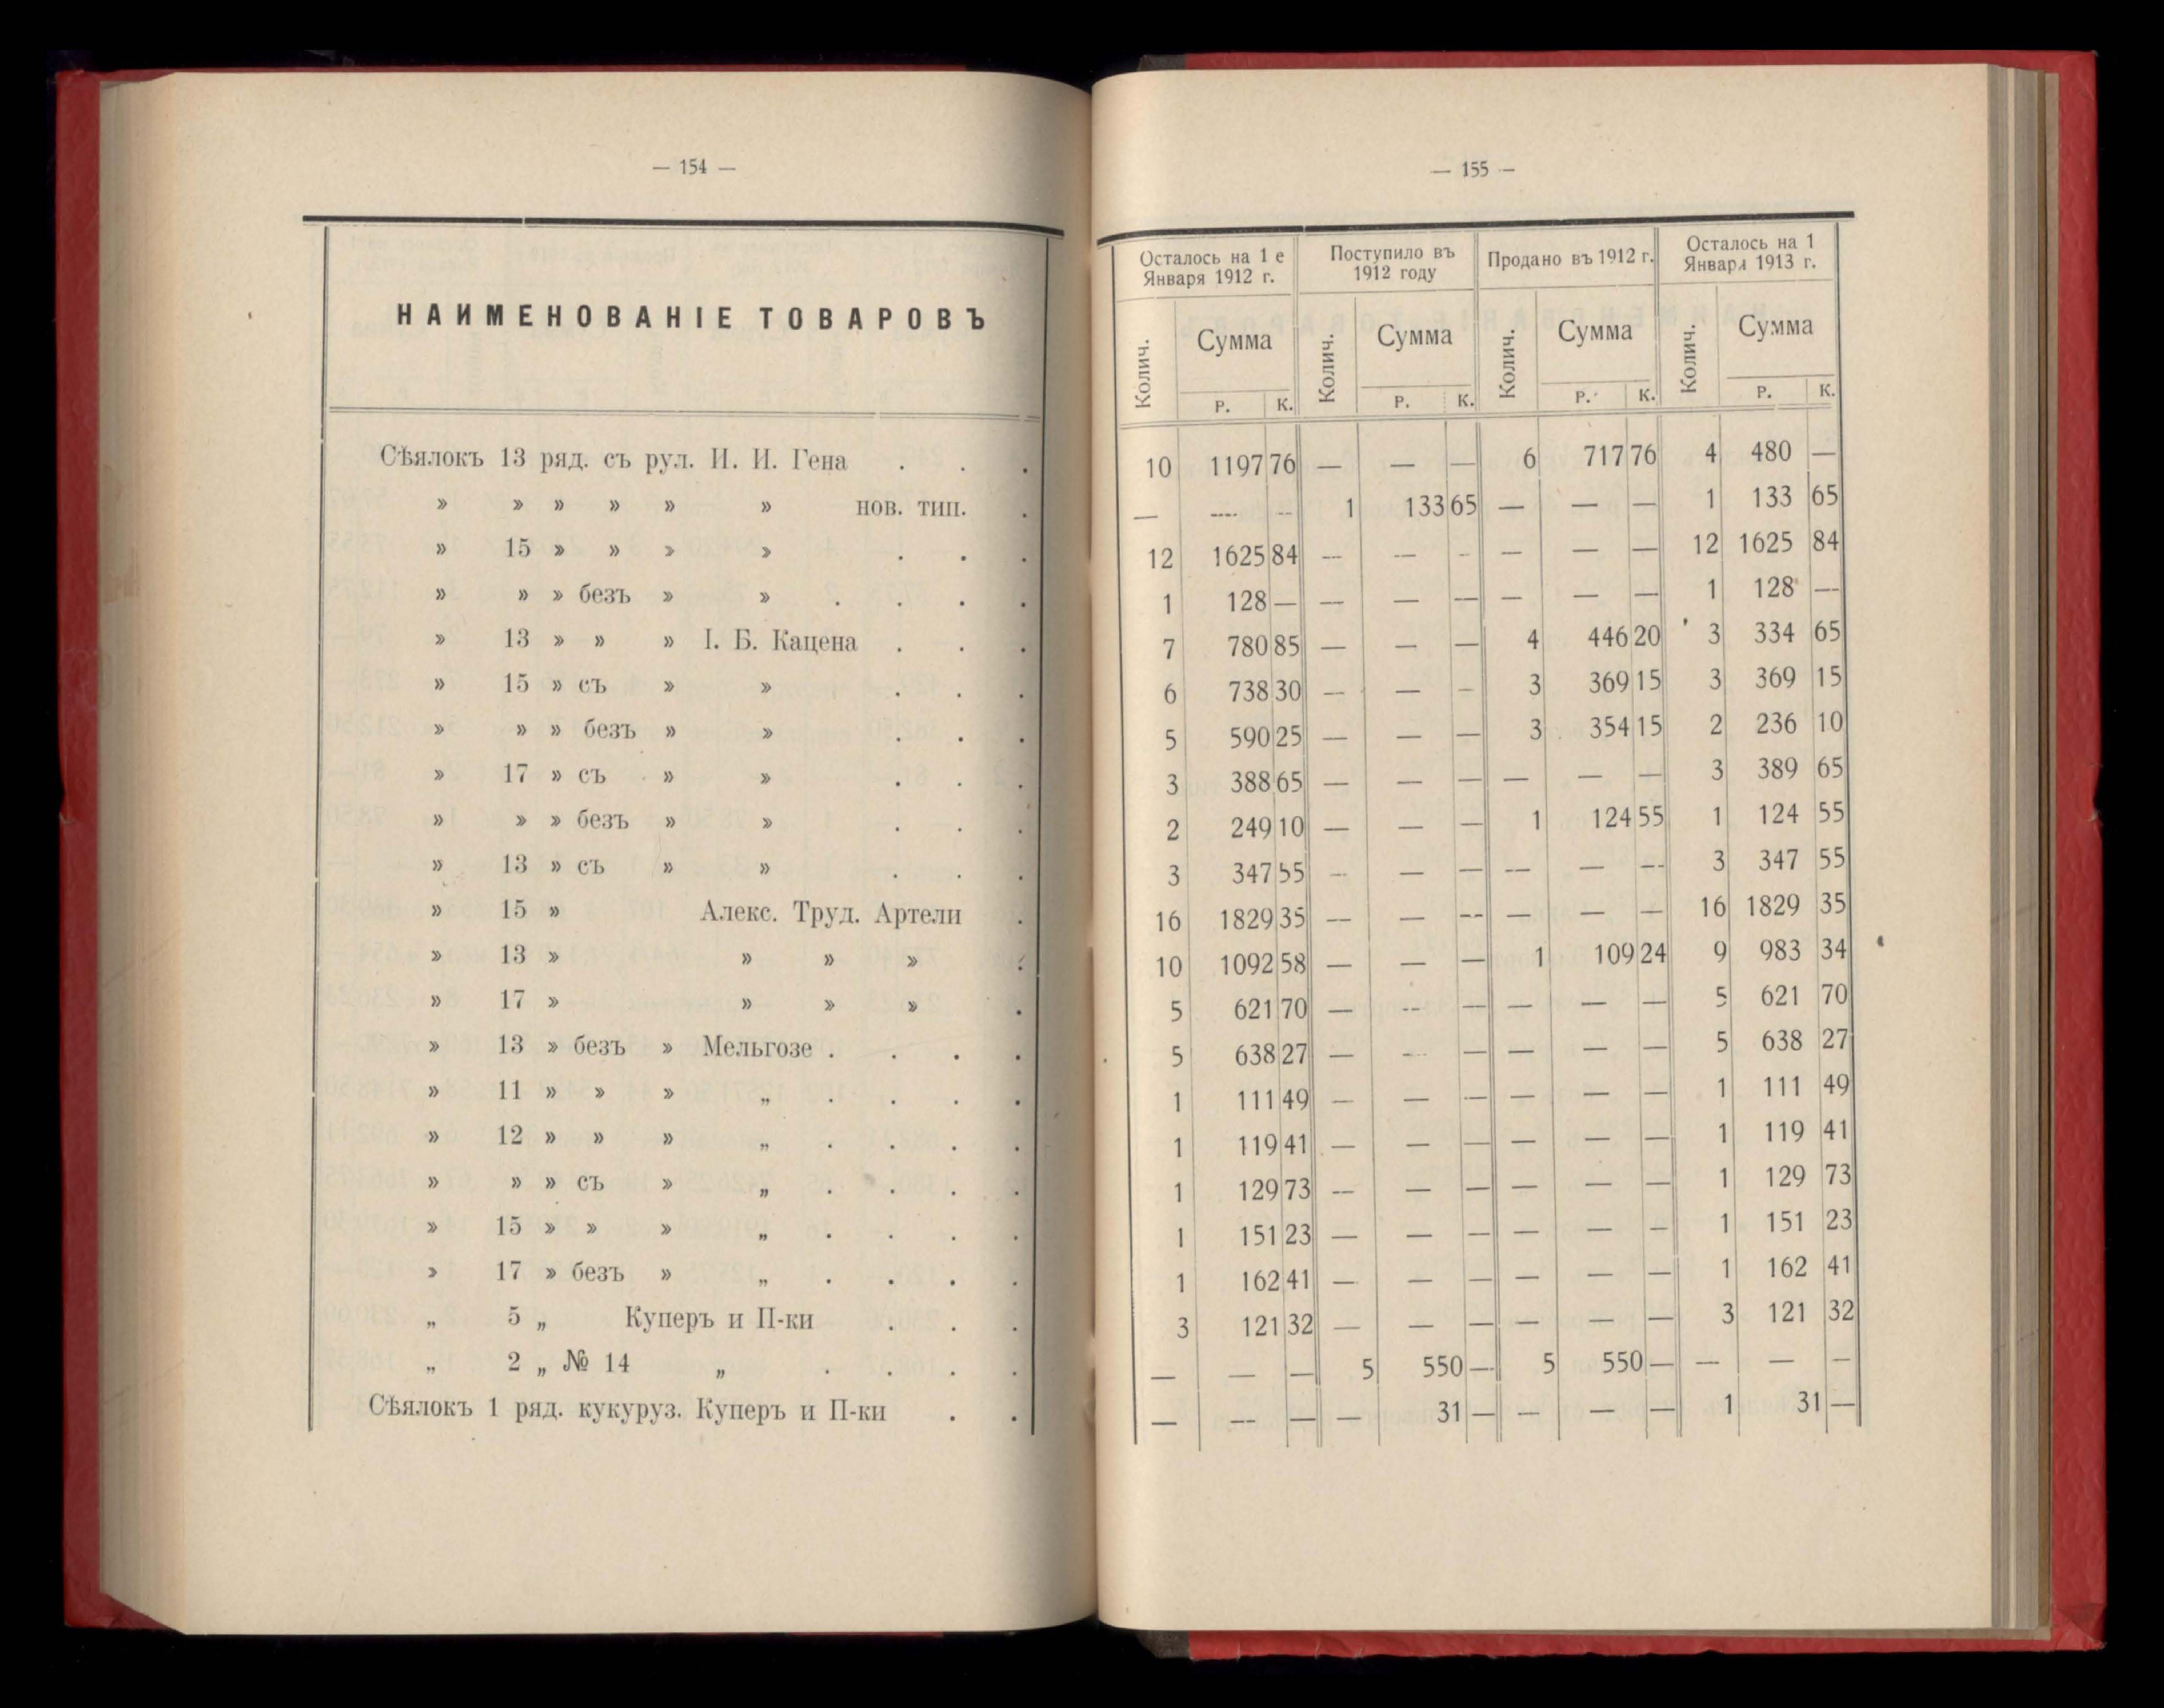 — 154 —
НАИМЕНОВАНІЕ ТОВАРОВЪ
Сѣялокъ 13 ряд. съ рул. И. И. Гена . . .
» » » » » » нов. тип. .
» 15 » » » » . . .
» » » безъ » » . . . .
» 13 » » » І. Б. Кацена . . .
» 15 » съ » » . . .
» » » безъ » » . . .
» 17 » съ » » . . .
» » » безъ » » . . .
» 13 » съ » » . . .
» 15 » Алекс. Труд. Артели .
» 13 » » » » .
» 17 » » » » .
» 13 » безъ » Мельгозе . . . .
» 11 » » » „ . . . .
» 12 » » » „ . . . .
» » » съ » „ . . . .
» 15 » » » „ . . . .
» 17 » безъ » „ . . . .
„ 5 „ Куперъ и П-ки . . .
„ 2 „ № 14 „ . . . .
Сѣялокъ 1 ряд. кукуруз. Куперъ и П-ки . .
— 155 —
Осталось на 1 е Января 1912 г. Поступило въ 1912 году Продано въ 1912 г. Осталось на 1 Января 1913 г.
Колич. Сумма Колич. Сумма Колич. Сумма Колич. Сумма
Р. К. Р. К. Р. К. Р. К.
10 1197 76 — — — 6 717 76 4 480 —
— — — 1 133 65 — — — 1 133 65
12 1625 84 — — — — — — 12 1625 84
1 128 — — — — — — — 1 128 —
7 780 85 — — — 4 446 20 3 334 65
6 738 30 — — — 3 369 15 3 369 15
5 590 25 — — — 3 354 15 2 236 10
3 388 65 — — — — — — 3 389 65
2 249 10 — — — 1 124 55 1 124 55
3 347 55 — — — — — — 3 347 55
16 1829 35 — — — — — — 16 1829 35
10 1092 58 — — — 1 109 24 9 983 34
5 621 70 — — — — — — 5 621 70
5 638 27 — — — — — — 5 638 27
1 111 49 — — — — — — 1 111 49
1 119 41 — — — — — — 1 119 41
1 129 73 — — — — — — 1 129 73
1 151 23 — — — — — — 1 151 23
1 162 41 — — — — — — 1 162 41
3 121 32 — — — — — — 3 121 32
— — — 5 550 — 5 550 — — — —
— — — — 31 — — — — 1 31 —